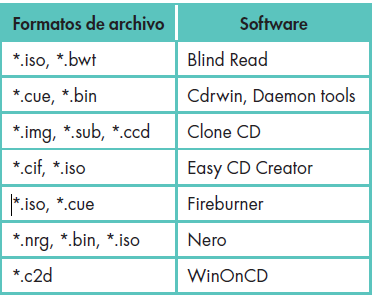 Formatos de archivo Software
*.iso, *.bwt Blind Read
*.cue, *.bin Cdrwin, Daemon tools
*.img, *.sub, *.ccd Clone CD
*.cif, *.iso Easy CD Creator
*.iso, *.cue Fireburner
*.nrg, *.bin, *.iso Nero
*.c2d WinOnCD